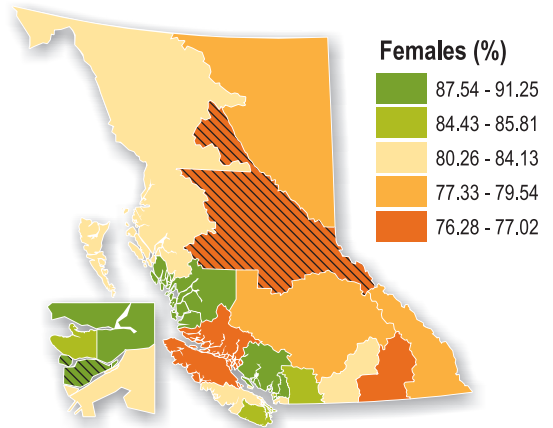 Females (%)
87.54 - 91.25
84.43 - 85.81
80.26 - 84.13
77.33 - 79.54
76.28 - 77.02